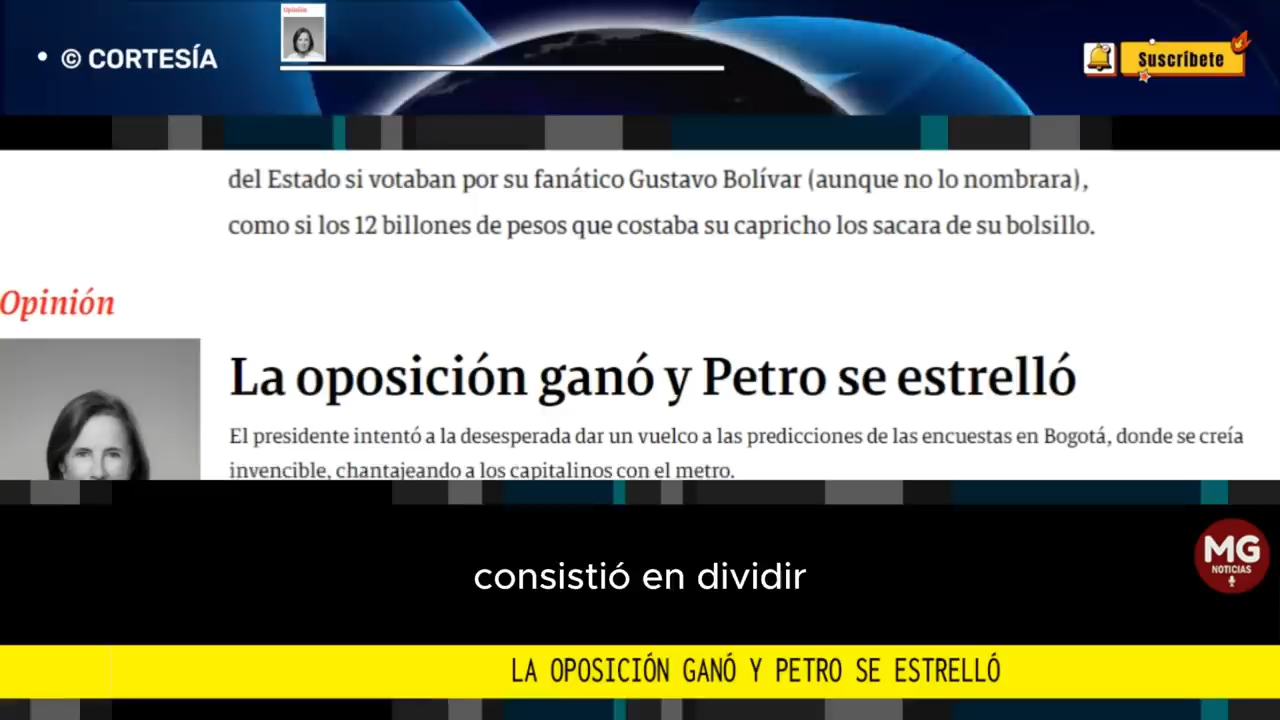 Opinión
• © CORTESÍA
Suscríbete
del Estado si votaban por su fanático Gustavo Bolívar (aunque no lo nombrara),
como si los 12 billones de pesos que costaba su capricho los sacara de su bolsillo.
Opinión
La oposición ganó y Petro se estrelló
El presidente intentó a la desesperada dar un vuelco a las predicciones de las encuestas en Bogotá, donde se creía
invencible, chantajeando a los capitalinos con el metro.
MG
NOTICIAS
consistió en dividir
LA OPOSICIÓN GANÓ Y PETRO SE ESTRELLÓ